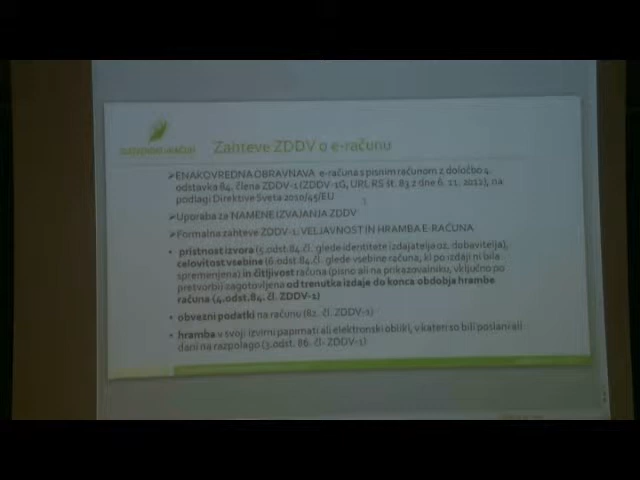 SLOVENSKI e-RAČUN
Zahteve ZDDV o e-računu
➢ENAKOVREDNA OBRAVNAVA e-računa s pisnim računom z določbo 4.
odstavka 84. člena ZDDV-1 (ZDDV-1G, UPL RS št. 83 z dne 6. 11. 2012), na
podlagi Direktive Sveta 2010/45/EU
➢Uporaba za NAMENE IZVAJANJA ZDDV
➢Formalna zahteve ZDDV-1: VELJAVNOST IN HRAMBA E-RAČUNA
• pristnost izvora (5.odst.84.čl. glede identitete izdajatelja oz. dobavitelja),
celovitost vsebine (6.odst.84.čl. glede vsebine računa, ki po izdaji ni bila
spremenjena) in čitljivost računa (pisno ali na prikazovalniku, vključno po
pretvorbi) zagotovljena od trenutka izdaje do konca obdobja hrambe
računa (4.odst.84. čl. ZDDV-1)
• obvezni podatki na računu (82. čl. ZDDV-1)
• hramba v svoji izvirni papirnati ali elektronski obliki, v kateri so bili poslani ali
dani na razpolago (3.odst. 86. čl. ZDDV-1)